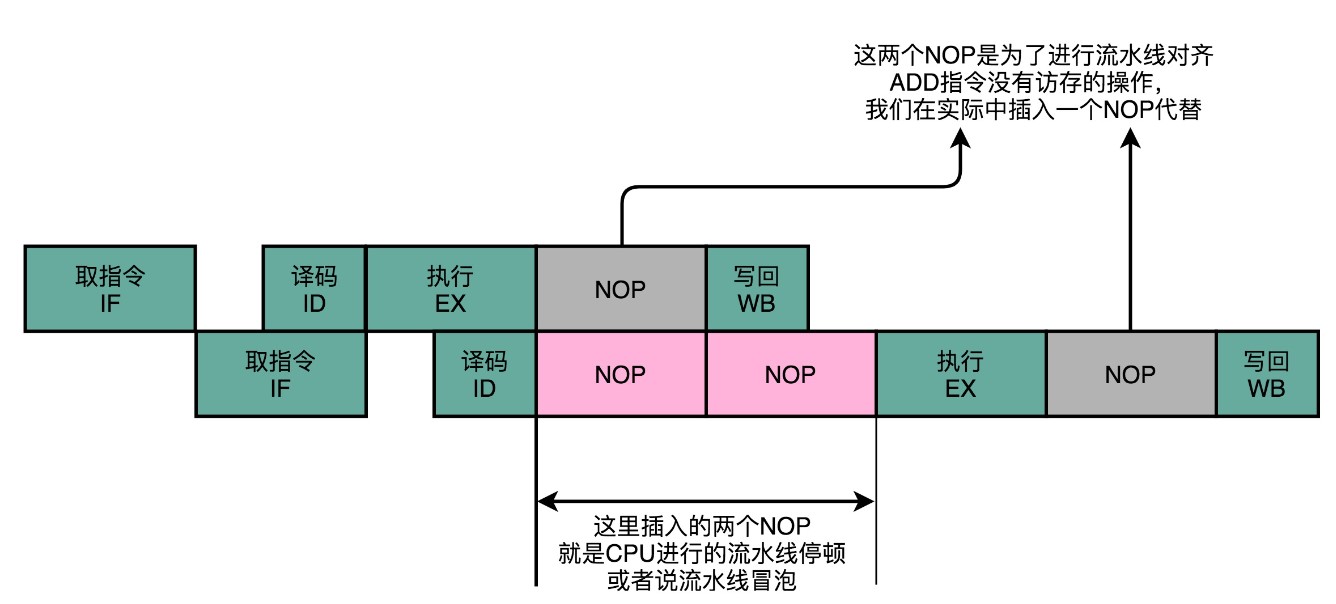 这两个NOP是为了进行流水线对齐
ADD指令没有访存的操作,
我们在实际中插入一个NOP代替
取指令
IF
译码
ID
执行
EX
NOP
写回
WB
取指令
IF
译码
ID
NOP
NOP
执行
EX
NOP
写回
WB
这里插入的两个NOP
就是CPU进行的流水线停顿
或者说流水线冒泡